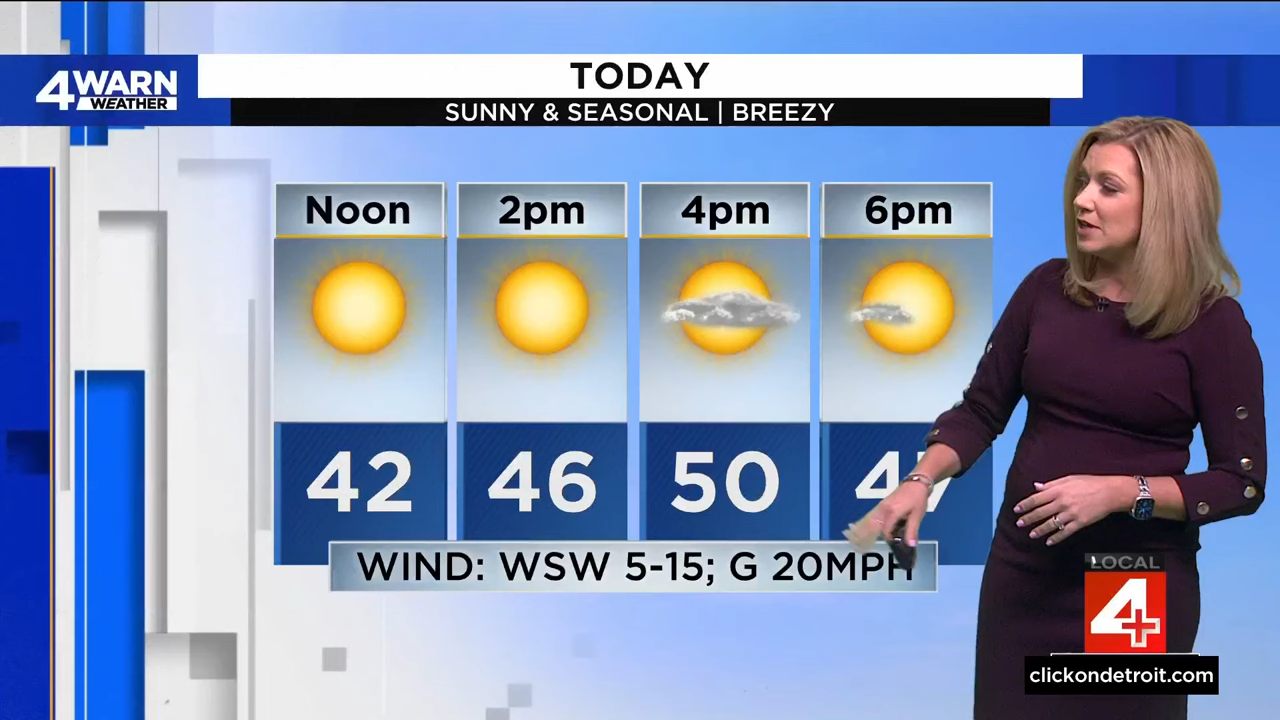 4WARN
WEATHER
TODAY
SUNNY & SEASONAL | BREEZY
Noon
2pm
4pm
6pm
42
46
50
47
WIND: WSW 5-15; G 20MPH
LOCAL
4+
clickondetroit.com